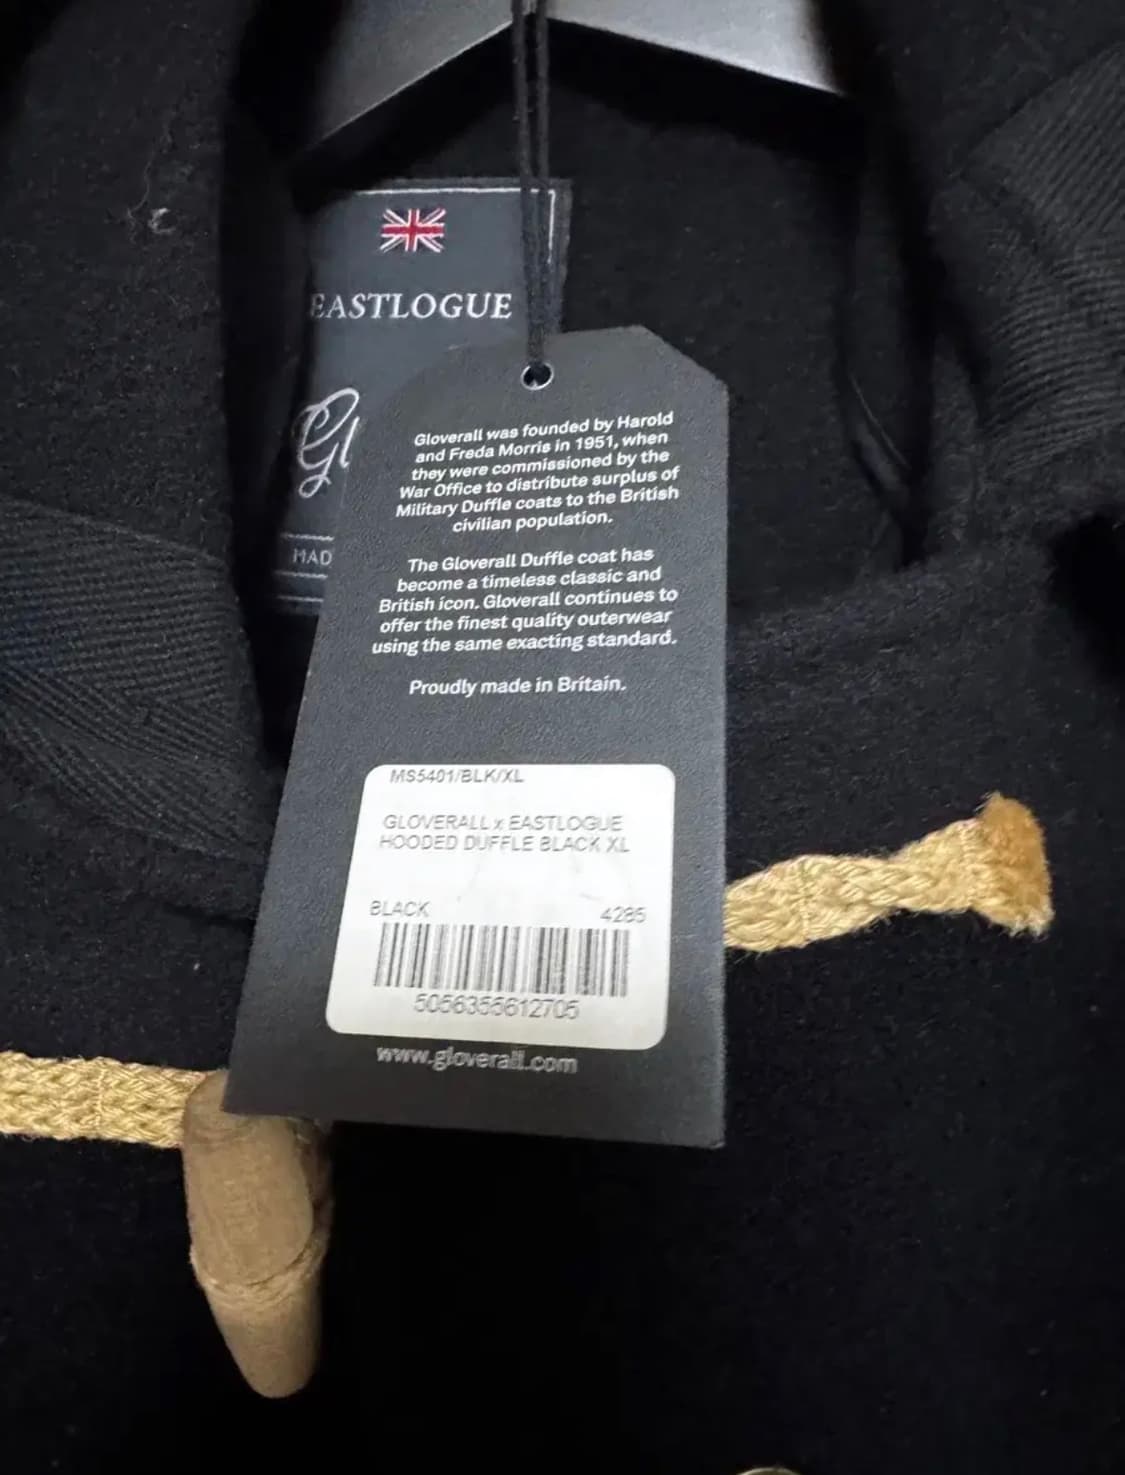 EASTLOGUE
Gl
MAD
Gloverall was founded by Harold
and Freda Morris in 1951, when
they were commissioned by the
War Office to distribute surplus of
Military Duffle coats to the British
civilian population.
The Gloverall Duffle coat has
become a timeless classic and
British icon. Gloverall continues to
offer the finest quality outerwear
using the same exacting standard.
Proudly made in Britain.
MS5401/BLK/XL
GLOVERALL x EASTLOGUE
HOODED DUFFLE BLACK XL
BLACK 4285
5056355612705
www.gloverall.com